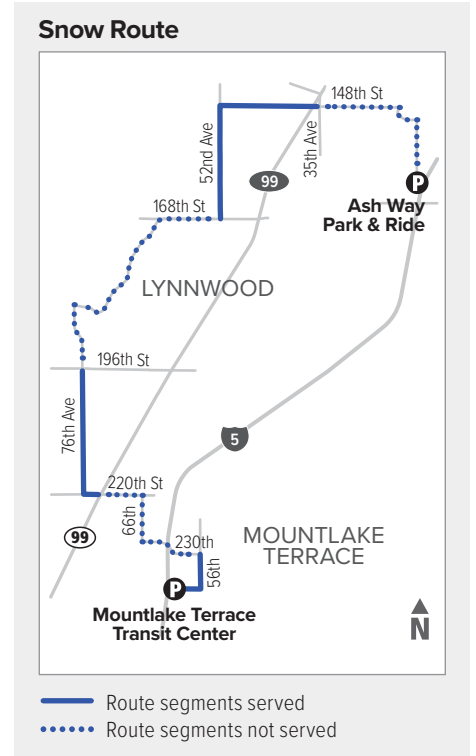 Snow Route
148th St
52nd Ave
35th Ave
99
P
Ash Way
Park & Ride
168th St
LYNNWOOD
196th St
76th Ave
5
220th St
66th
99
230th
56th
MOUNTLAKE
TERRACE
P
Mountlake Terrace
Transit Center
N
Route segments served
Route segments not served